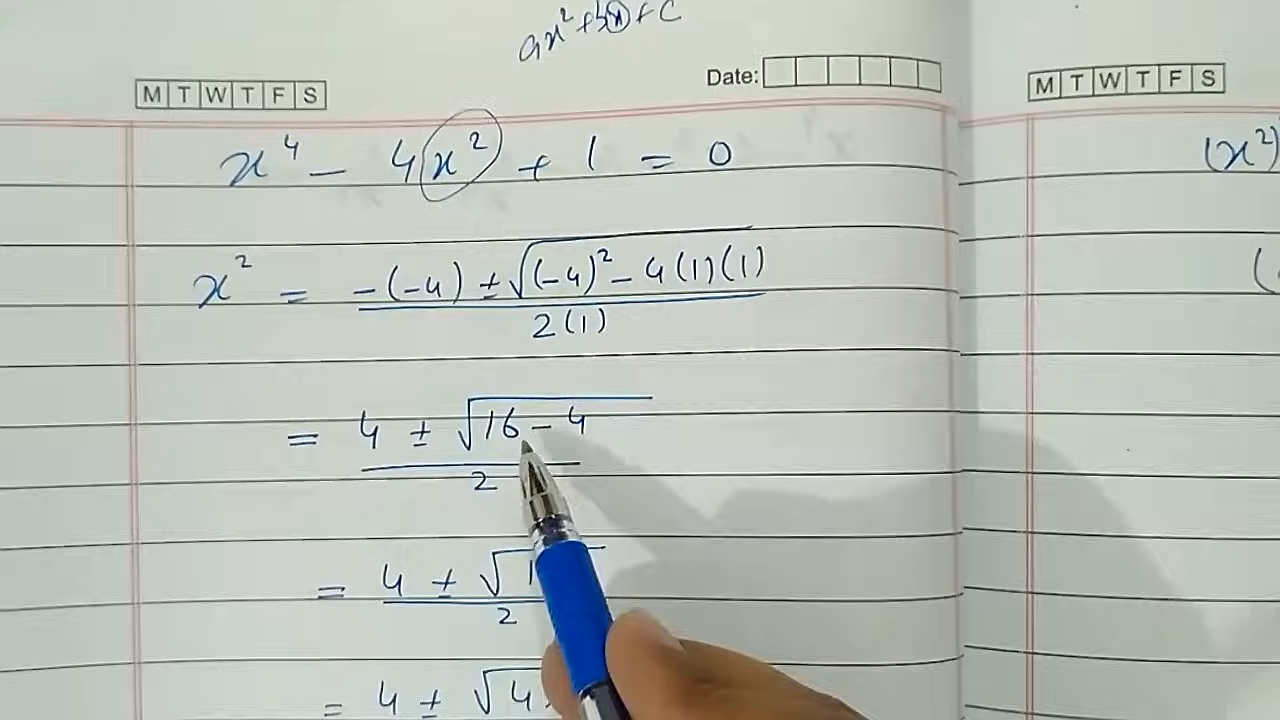 ax² + bx + c
Date:
M T W T F S
M T W T F S
x⁴ - 4x² + 1 = 0
(x²)
x² = -(-4) ± √(-4)² - 4(1)(1)
2(1)
(
= 4 ± √16 - 4
2
= 4 ± √1
2
= 4 ± √4